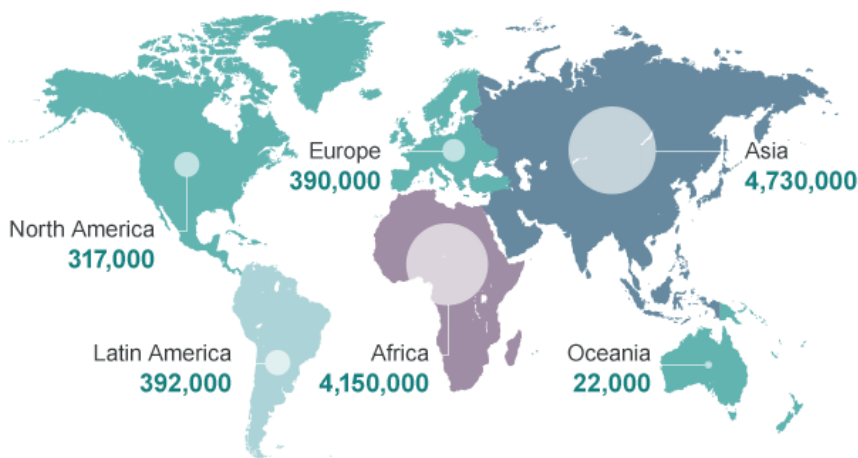 Europe
390,000
Asia
4,730,000
North America
317,000
Latin America
392,000
Africa
4,150,000
Oceania
22,000